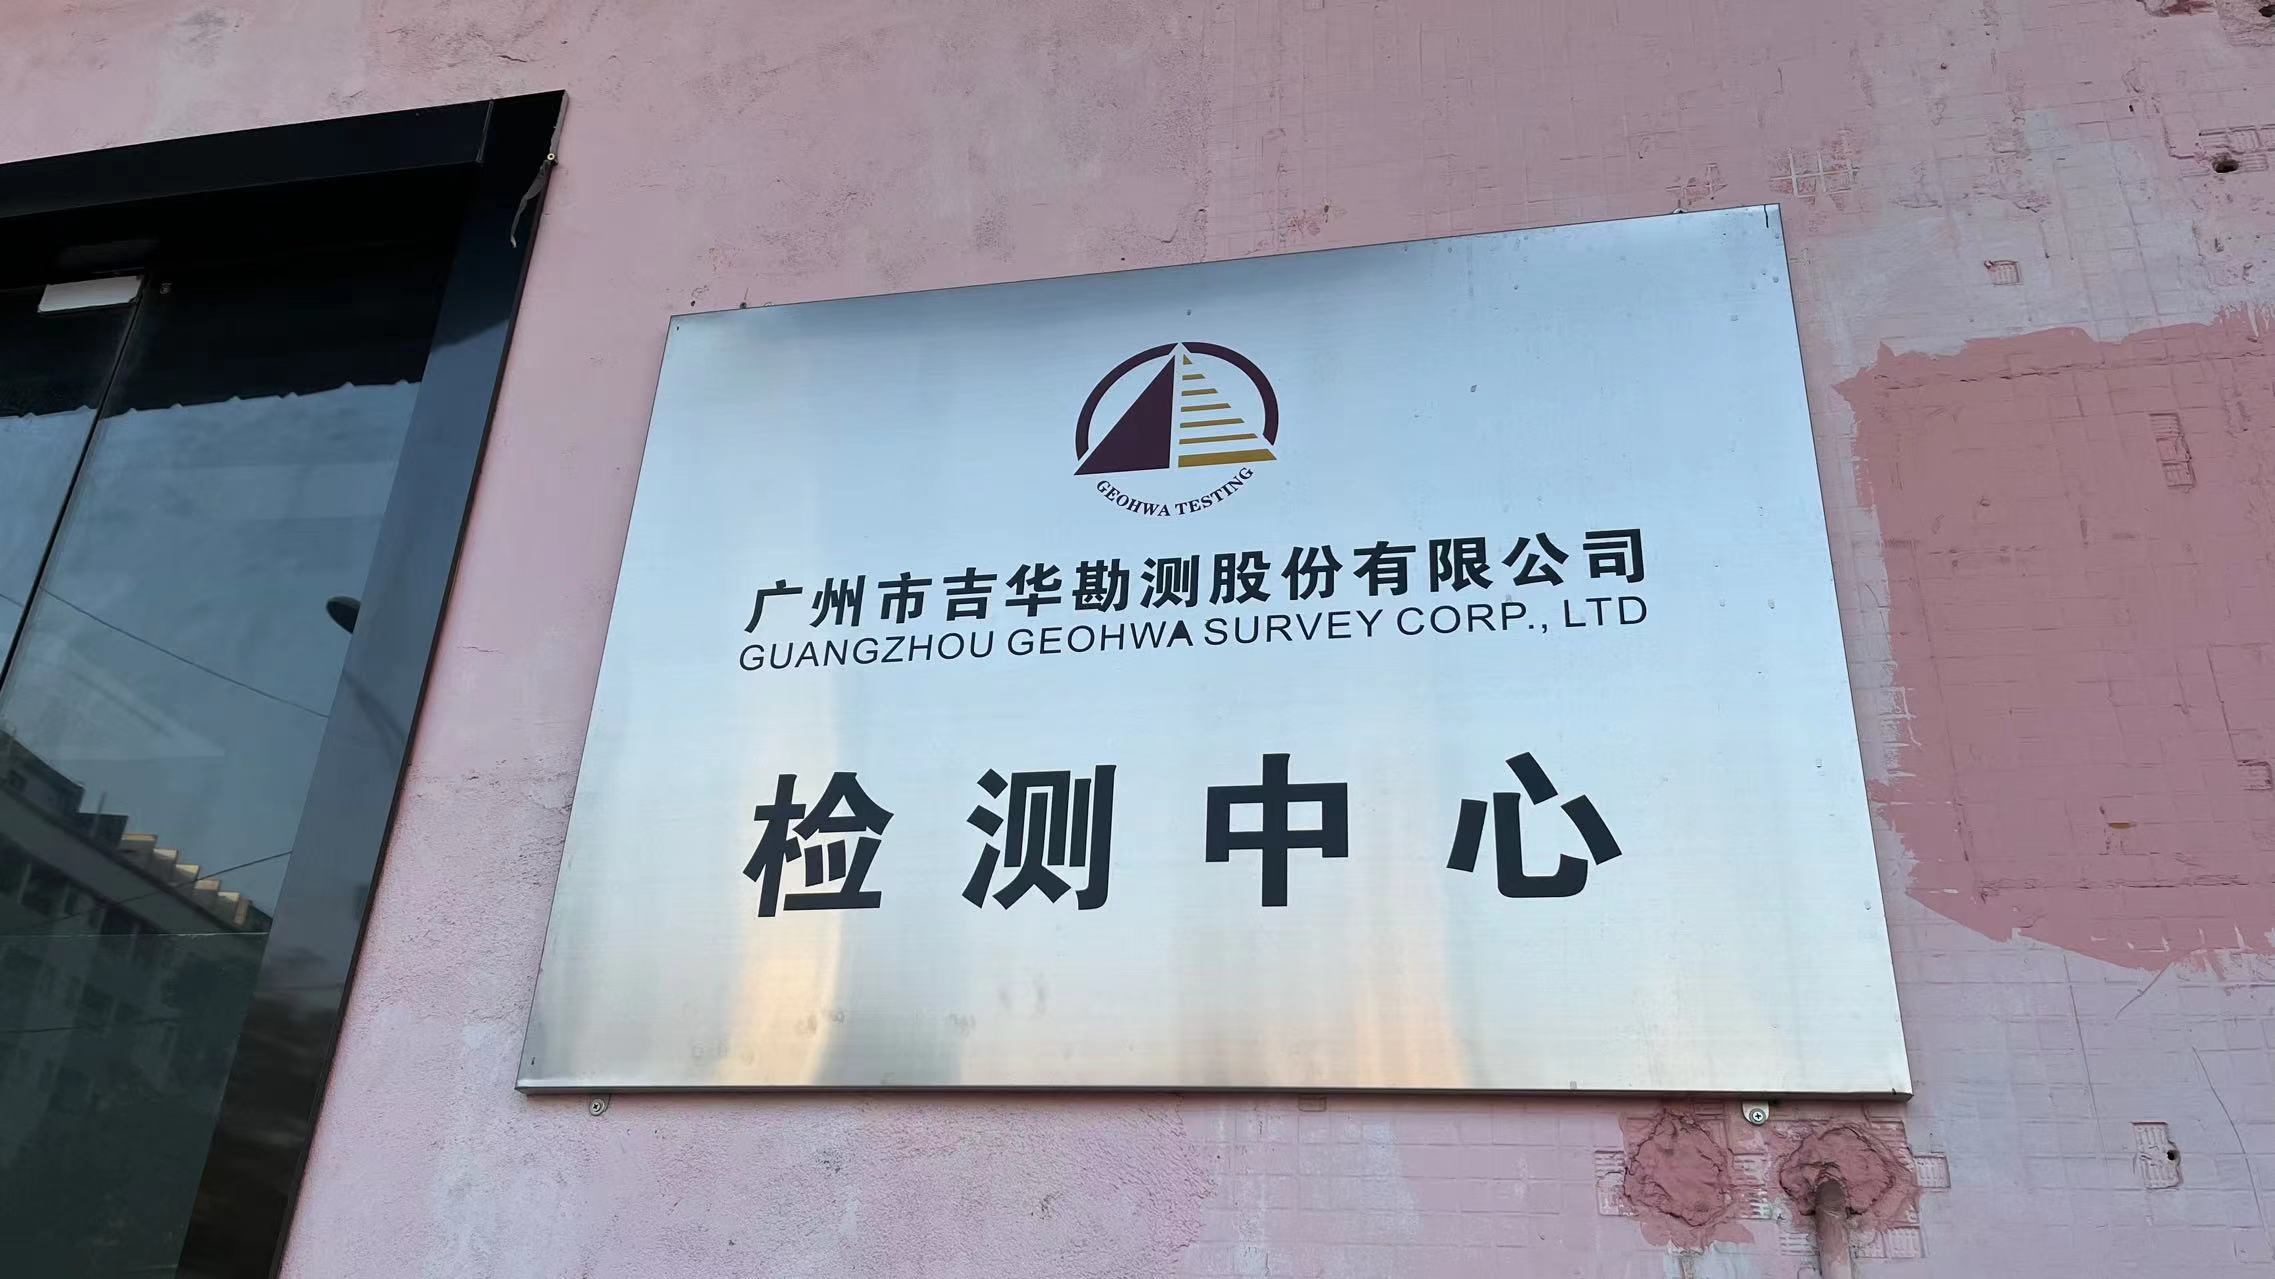 GEOHWA TESTING
广州市吉华勘测股份有限公司
GUANGZHOU GEOHWA SURVEY CORP., LTD
检测中心